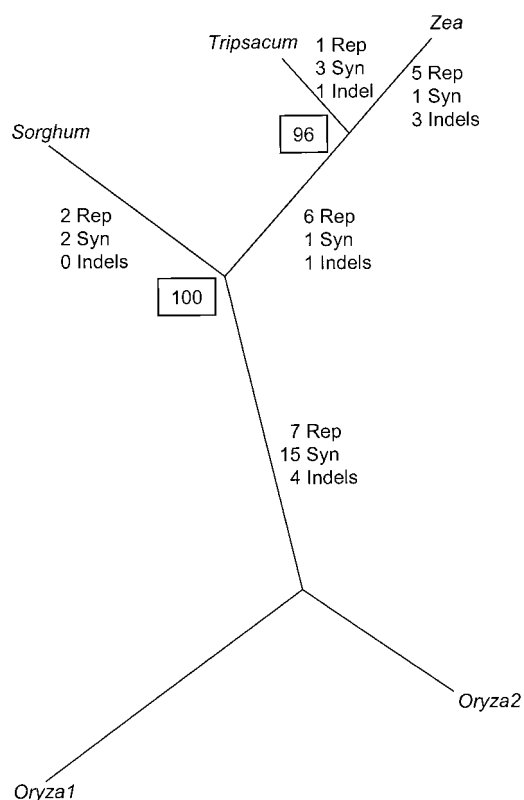 Zea
Tripsacum
1 Rep
3 Syn
1 Indel
5 Rep
1 Syn
3 Indels
96
Sorghum
2 Rep
2 Syn
0 Indels
6 Rep
1 Syn
1 Indels
100
7 Rep
15 Syn
4 Indels
Oryza2
Oryza1